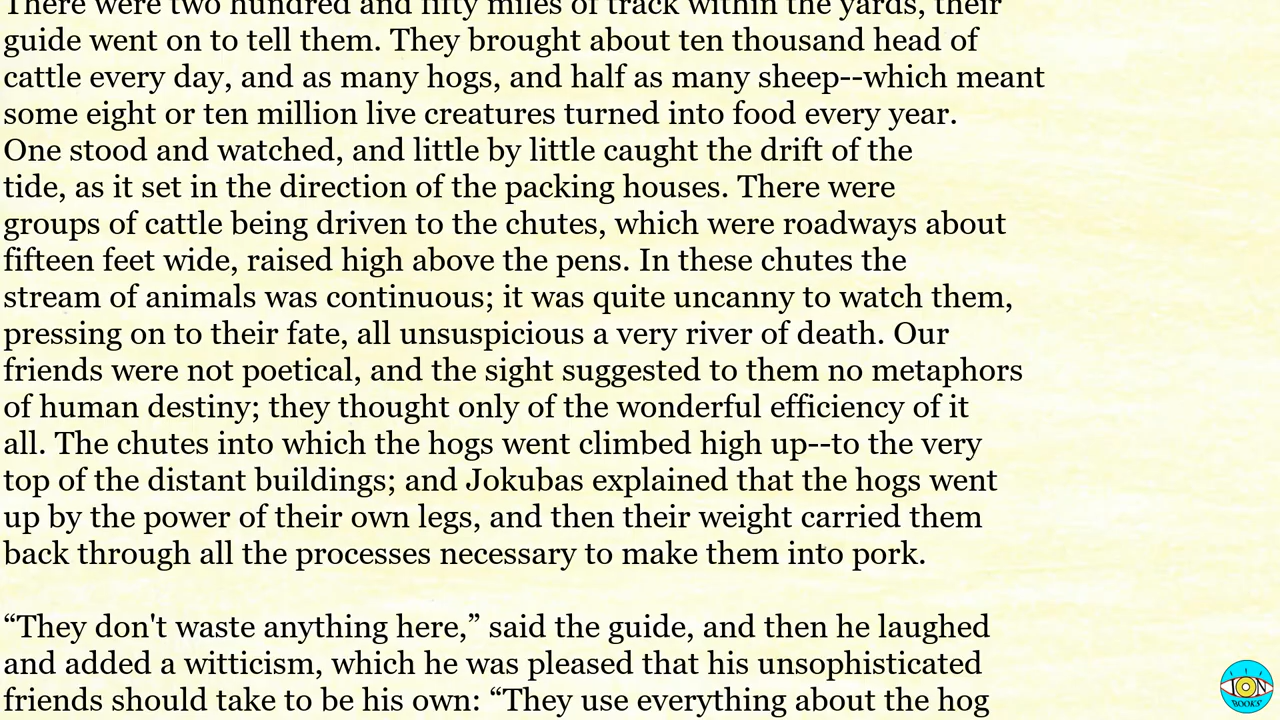 There were two hundred and fifty miles of track within the yards, their
guide went on to tell them. They brought about ten thousand head of
cattle every day, and as many hogs, and half as many sheep--which meant
some eight or ten million live creatures turned into food every year.
One stood and watched, and little by little caught the drift of the
tide, as it set in the direction of the packing houses. There were
groups of cattle being driven to the chutes, which were roadways about
fifteen feet wide, raised high above the pens. In these chutes the
stream of animals was continuous; it was quite uncanny to watch them,
pressing on to their fate, all unsuspicious a very river of death. Our
friends were not poetical, and the sight suggested to them no metaphors
of human destiny; they thought only of the wonderful efficiency of it
all. The chutes into which the hogs went climbed high up--to the very
top of the distant buildings; and Jokubas explained that the hogs went
up by the power of their own legs, and then their weight carried them
back through all the processes necessary to make them into pork.
“They don't waste anything here,” said the guide, and then he laughed
and added a witticism, which he was pleased that his unsophisticated
friends should take to be his own: “They use everything about the hog
ION
BOOKS